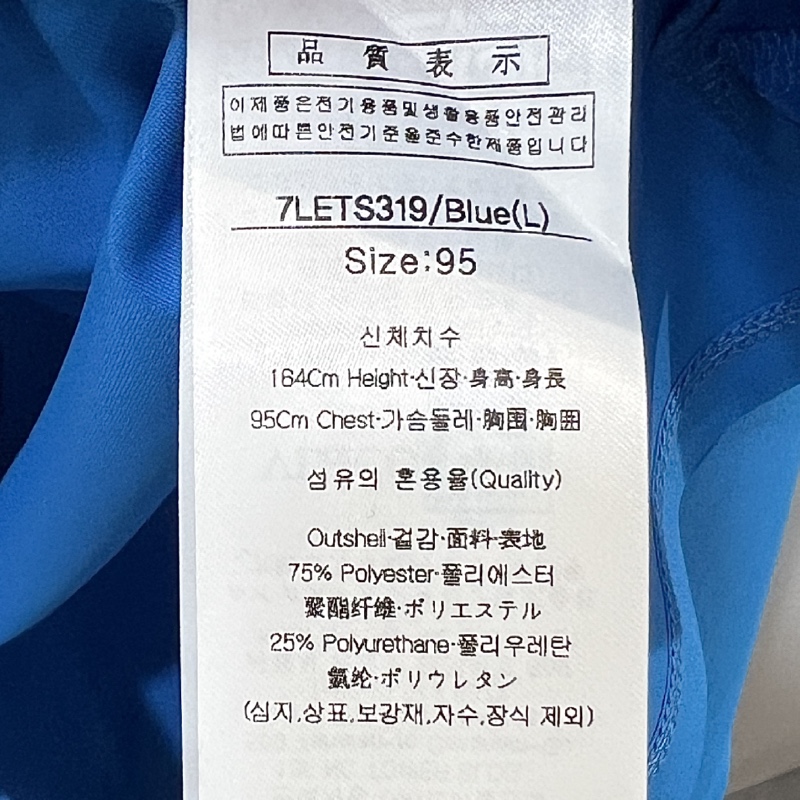 品 質 表 示
이제품은전기용품및생활용품안전관리
법에따른안전기준을준수한제품입니다
7LETS319/Blue(L)
Size:95
신체치수
164Cm Height·신장·身高·身長
95Cm Chest·가슴둘레·胸围·胸囲
섬유의 혼용율(Quality)
Outshell·겉감·面料·表地
75% Polyester·폴리에스터
聚酯纤维·ポリエステル
25% Polyurethane·폴리우레탄
氨纶·ポリウレタン
(심지,상표,보강재,자수,장식 제외)